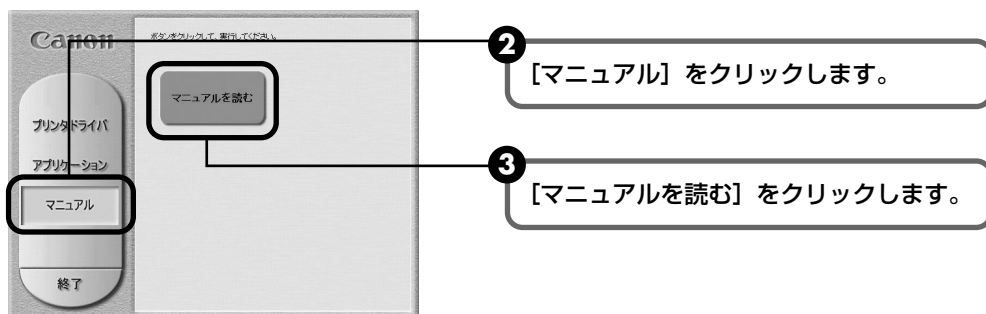 Canon
ボタンをクリックして、実行してください。
マニュアルを読む
プリンタドライバ
アプリケーション
マニュアル
終了
2
[マニュアル]をクリックします。
3
[マニュアルを読む]をクリックします。